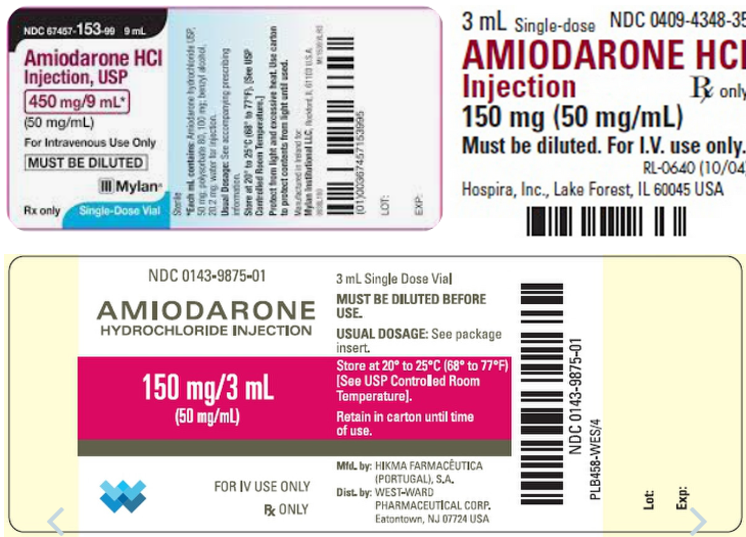 NDC 67457-153-99 9 mL
Amiodarone HCl
Injection, USP
450 mg/9 mL*
(50 mg/mL)
For Intravenous Use Only
MUST BE DILUTED
Mylan®
Rx only
Single-Dose Vial
Sterile
*Each mL contains: Amiodarone hydrochloride USP,
50 mg; polysorbate 80, 100 mg; benzyl alcohol,
20.2 mg; water for injection.
Usual Dosage: See accompanying prescribing
information.
Store at 20° to 25°C (68° to 77°F). [See USP
Controlled Room Temperature.]
Protect from light and excessive heat. Use carton
to protect contents from light until used.
Manufactured in Ireland for:
Mylan Institutional LLC, Rockford, IL 61103 U.S.A.
(01)00367457153995
LOT:
EXP:
3 mL Single-dose NDC 0409-4348-35
AMIODARONE HCl
Injection Rx only
150 mg (50 mg/mL)
Must be diluted. For I.V. use only.
RL-0640 (10/04)
Hospira, Inc., Lake Forest, IL 60045 USA
NDC 0143-9875-01
AMIODARONE
HYDROCHLORIDE INJECTION
150 mg/3 mL
(50 mg/mL)
FOR IV USE ONLY
Rx ONLY
3 mL Single Dose Vial
MUST BE DILUTED BEFORE
USE.
USUAL DOSAGE: See package
insert.
Store at 20° to 25°C (68° to 77°F)
[See USP Controlled Room
Temperature].
Retain in carton until time
of use.
Mfd. by: HIKMA FARMACÊUTICA
(PORTUGAL), S.A.
Dist. by: WEST-WARD
PHARMACEUTICAL CORP.
Eatontown, NJ 07724 USA
NDC 0143-9875-01
PLB458-WES/4
Lot:
Exp: